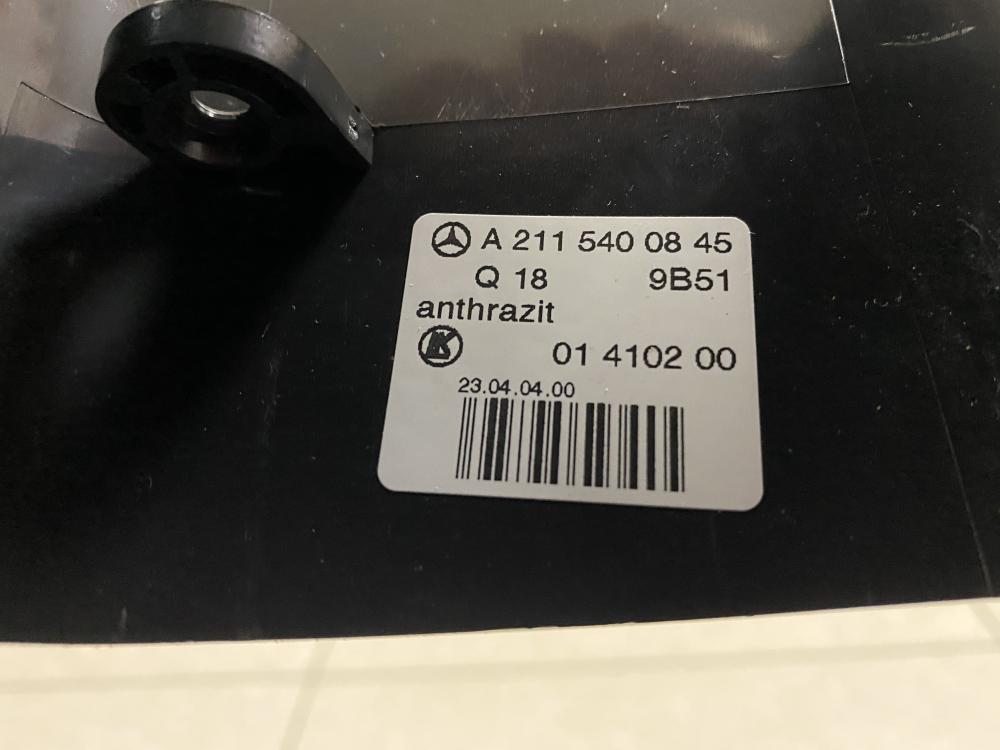 A 211 540 08 45
Q 18 9B51
anthrazit
01 4102 00
23.04.04.00